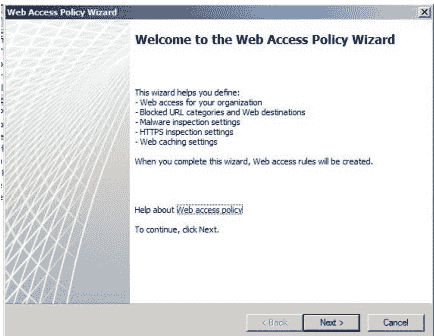 Web Access Policy Wizard
Welcome to the Web Access Policy Wizard
This wizard helps you define:
- Web access for your organization
- Blocked URL categories and Web destinations
- Malware inspection settings
- HTTPS inspection settings
- Web caching settings
When you complete this wizard, Web access rules will be created.
Help about Web access policy
To continue, click Next.
< Back Next > Cancel